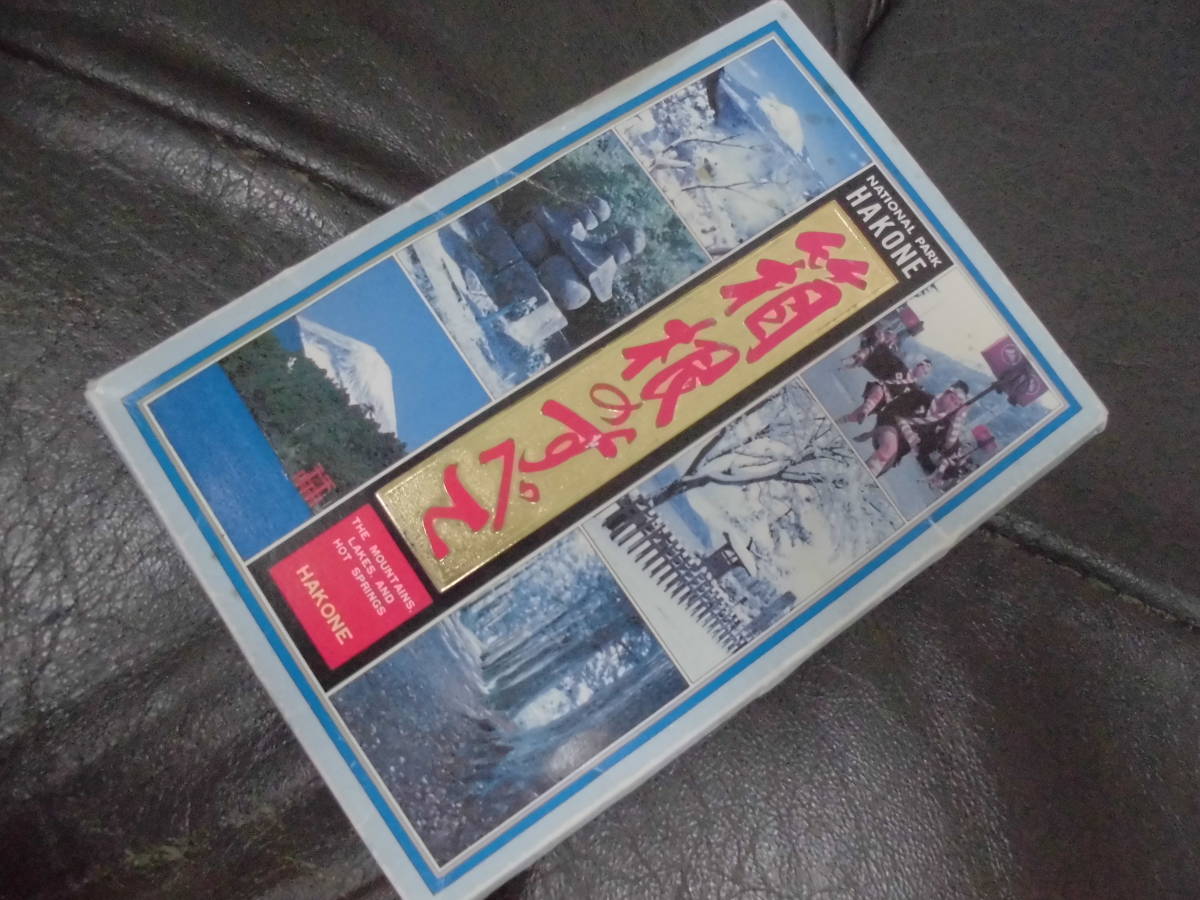 NATIONAL PARK
HAKONE
箱根のすべて
THE MOUNTAINS,
LAKES, AND
HOT SPRINGS
HAKONE